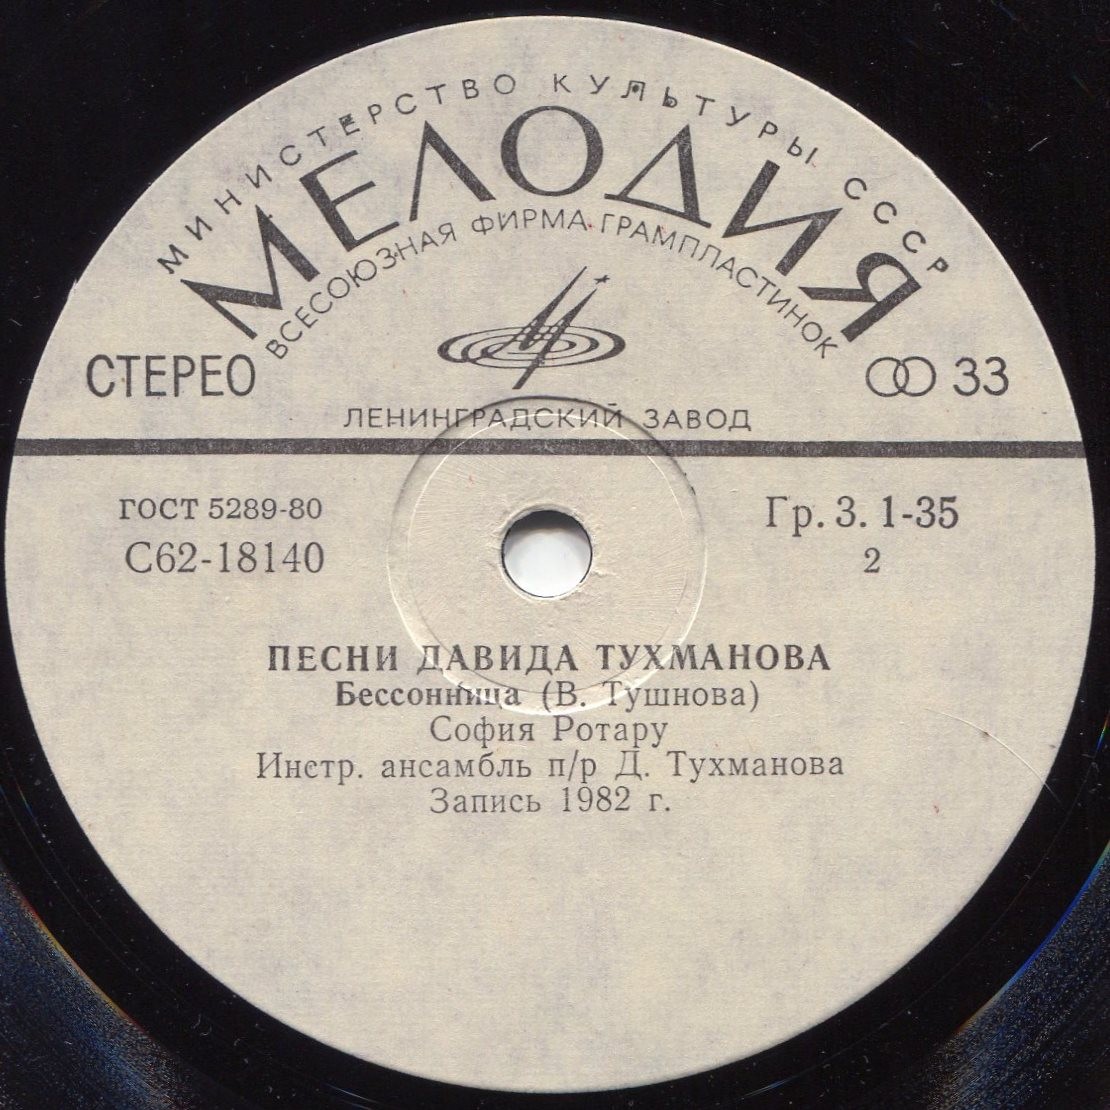 МИНИСТЕРСТВО КУЛЬТУРЫ СССР
МЕЛОДИЯ
ВСЕСОЮЗНАЯ ФИРМА ГРАМПЛАСТИНОК
СТЕРЕО
33
ЛЕНИНГРАДСКИЙ ЗАВОД
ГОСТ 5289-80
Гр. 3. 1-35
С62-18140
2
ПЕСНИ ДАВИДА ТУХМАНОВА
Бессонница (В. Тушнова)
София Ротару
Инстр. ансамбль п/р Д. Тухманова
Запись 1982 г.